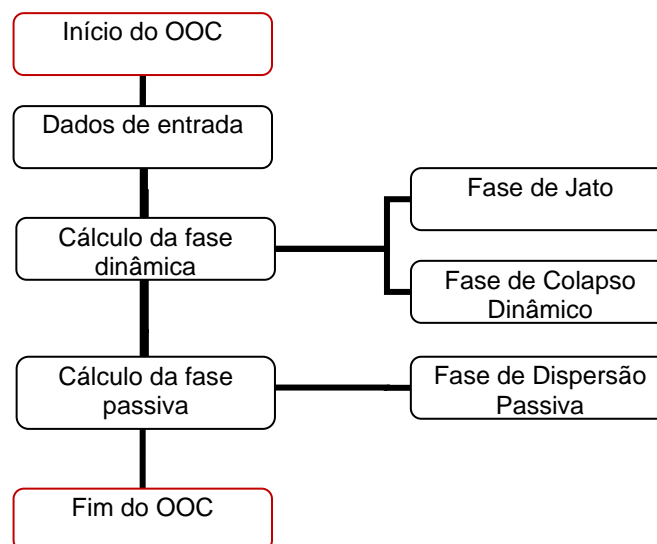 Início do OOC
Dados de entrada
Cálculo da fase
dinâmica
Fase de Jato
Fase de Colapso
Dinâmico
Cálculo da fase
passiva
Fase de Dispersão
Passiva
Fim do OOC